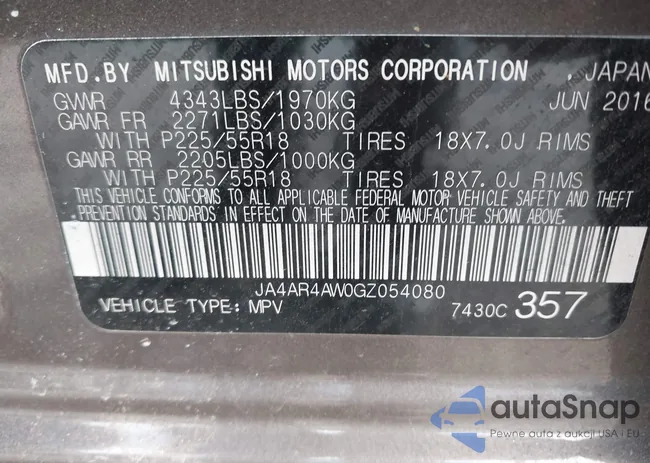 MFD.BY MITSUBISHI MOTORS CORPORATION . JAPAN
GVWR 4343LBS/1970KG JUN 2016
GAWR FR 2271LBS/1030KG
WITH P225/55R18 TIRES 18X7.0J RIMS
GAWR RR 2205LBS/1000KG
WITH P225/55R18 TIRES 18X7.0J RIMS
THIS VEHICLE CONFORMS TO ALL APPLICABLE FEDERAL MOTOR VEHICLE SAFETY AND THEFT
PREVENTION STANDARDS IN EFFECT ON THE DATE OF MANUFACTURE SHOWN ABOVE.
JA4AR4AW0GZ054080
VEHICLE TYPE: MPV 7430C 357
autoSnap
Pewne auta z aukcji USA i EU